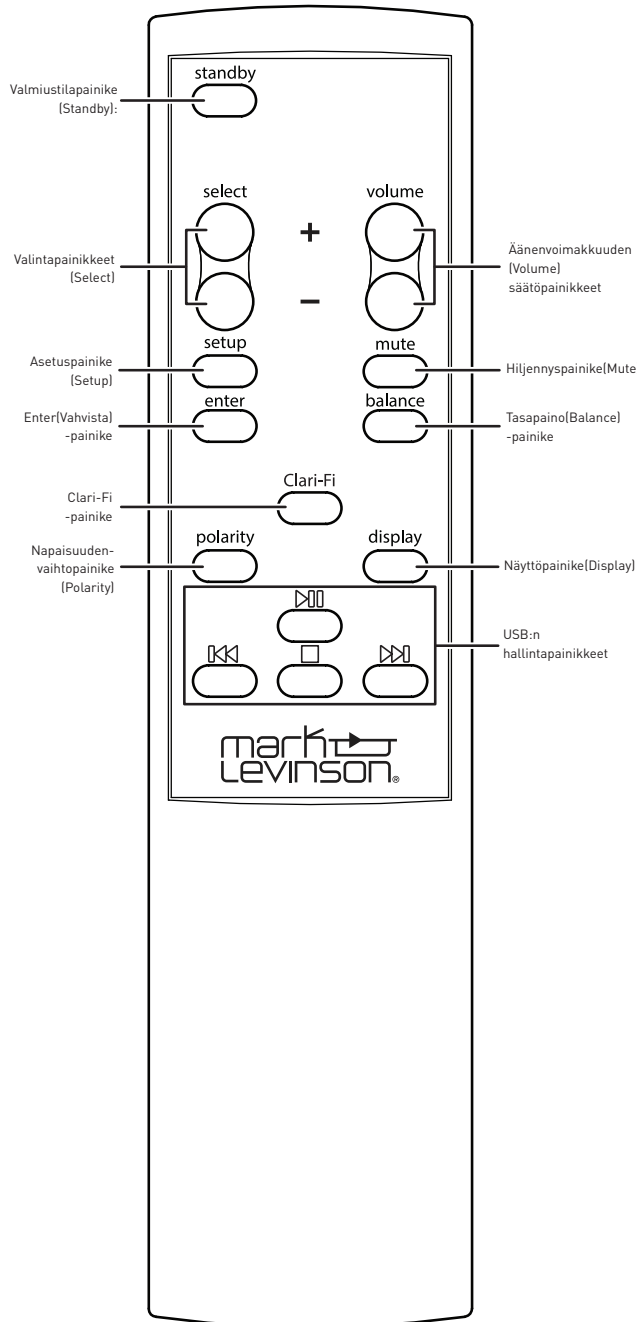 standby
Valmiustilapainike
(Standby):
select
volume
+
Valintapainikkeet
(Select)
Äänenvoimakkuuden
(Volume)
säätöpainikkeet
−
setup
mute
Asetuspainike
(Setup)
Hiljennyspainike(Mute
enter
balance
Enter(Vahvista)
-painike
Tasapaino(Balance)
-painike
Clari-Fi
Clari-Fi
-painike
polarity
display
Napaisuuden-
vaihtopainike
(Polarity)
Näyttöpainike(Display)
USB:n
hallintapainikkeet
mark
Levinson®